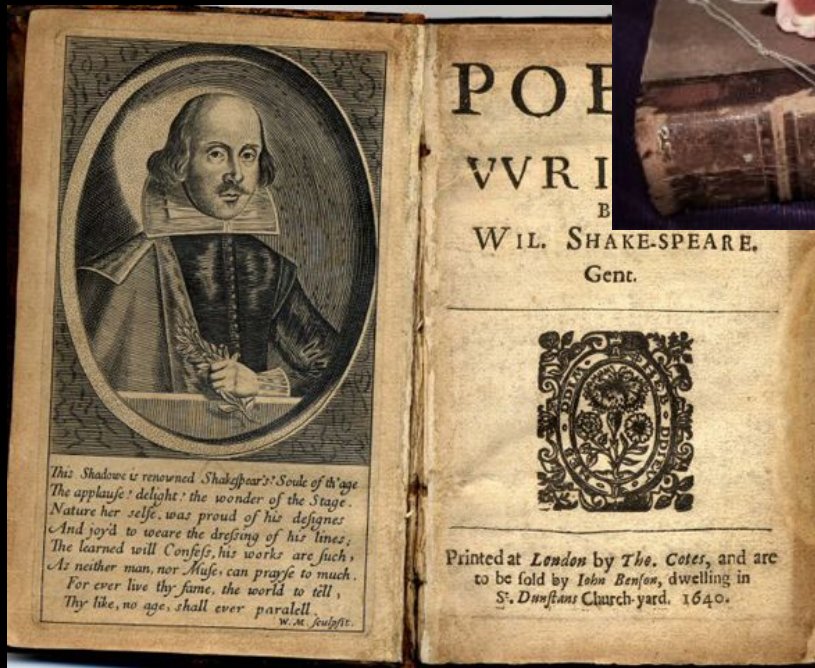 This Shadowe is renowned Shakeſpear's? Soule of th'age
The applauſe? delight? the wonder of the Stage.
Nature her ſelfe, was proud of his deſignes
And joy'd to weare the dreſſing of his lines;
The learned will Confeſs, his works are ſuch,
As neither man, nor Muſe, can prayſe to much.
For ever live thy fame, the world to tell,
Thy like, no age, shall ever paralell.
W.M. ſculpſit.
WIL. SHAKE-SPEARE.
Gent.
Printed at London by Tho. Cotes, and are
to be ſold by Iohn Benſon, dwelling in
St. Dunſtans Church-yard. 1640.